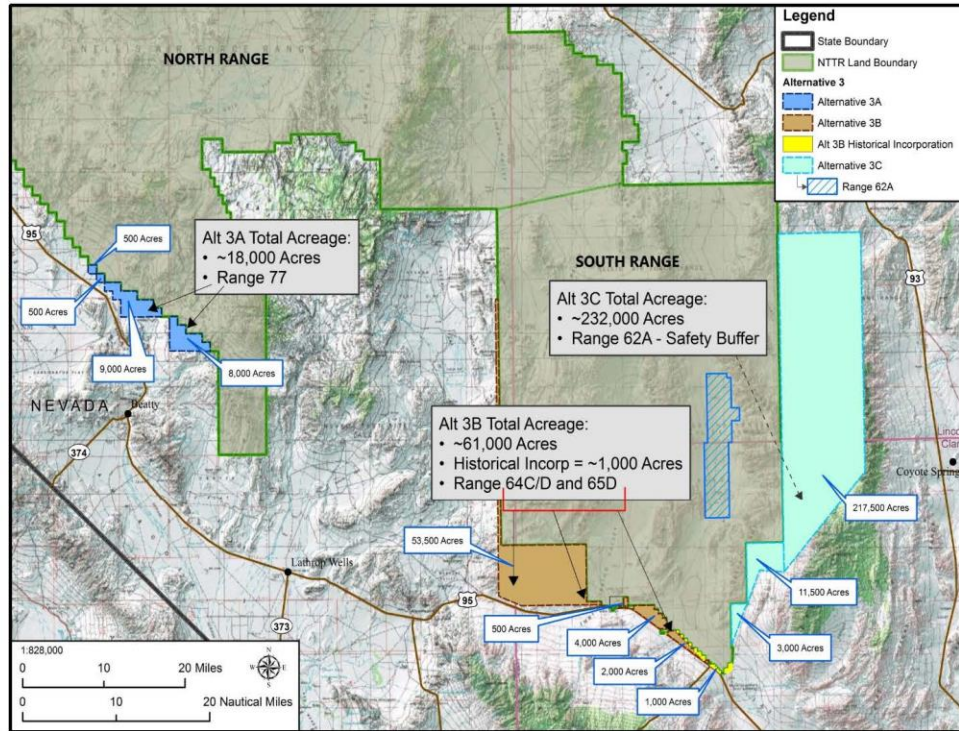 NORTH RANGE
Legend
State Boundary
NTTR Land Boundary
Alternative 3
Alternative 3A
Alternative 3B
Alt 3B Historical Incorporation
Alternative 3C
Range 62A
95
500 Acres
Alt 3A Total Acreage:
• ~18,000 Acres
• Range 77
500 Acres
9,000 Acres
8,000 Acres
SOUTH RANGE
93
Alt 3C Total Acreage:
• ~232,000 Acres
• Range 62A - Safety Buffer
NEVADA
Beatty
374
Alt 3B Total Acreage:
• ~61,000 Acres
• Historical Incorp = ~1,000 Acres
• Range 64C/D and 65D
Coyote Spring
217,500 Acres
53,500 Acres
Lathrop Wells
95
373
500 Acres
4,000 Acres
2,000 Acres
1,000 Acres
11,500 Acres
3,000 Acres
1:828,000
0 10 20 Miles
N
W E
S
0 10 20 Nautical Miles